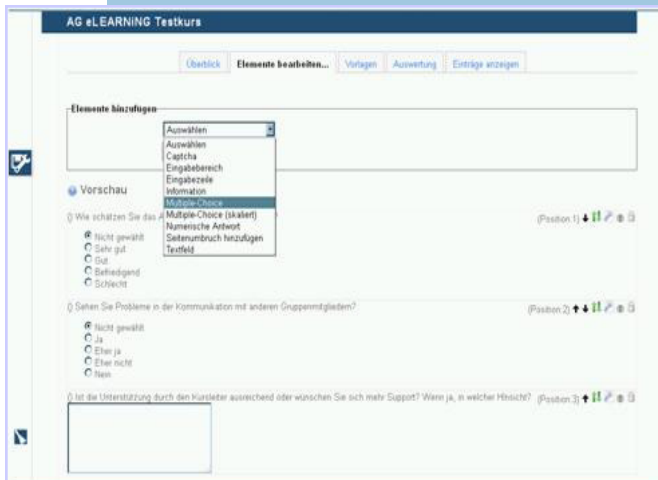 AG eLEARNiNG Testkurs
Überblick Elemente bearbeiten... Vorlagen Auswertung Einträge anzeigen
Elemente hinzufügen
Auswählen
Auswählen
Captcha
Eingabebereich
Eingabezeile
Information
Multiple-Choice
Multiple-Choice (skaliert)
Numerische Antwort
Seitenumbruch hinzufügen
Textfeld
Vorschau
() Wie schätzen Sie das A (Position:1)
Nicht gewählt
Sehr gut
Gut
Befriedigend
Schlecht
() Sehen Sie Probleme in der Kommunikation mit anderen Gruppenmitgliedern? (Position:2)
Nicht gewählt
Ja
Eher ja
Eher nicht
Nein
() Ist die Unterstützung durch den Kursleiter ausreichend oder wünschen Sie sich mehr Support? Wenn ja, in welcher Hinsicht? (Position:3)